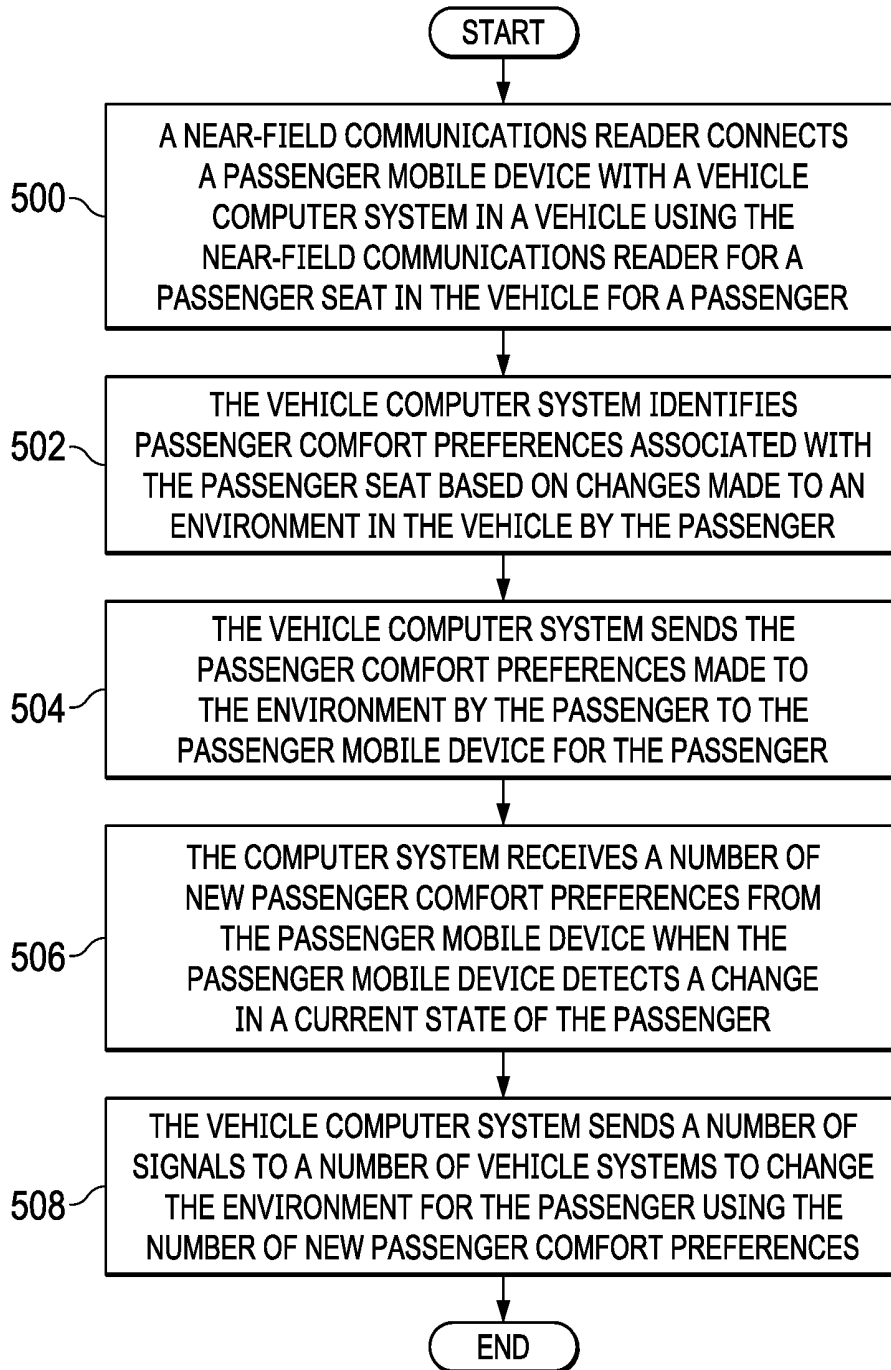 START
500
A NEAR-FIELD COMMUNICATIONS READER CONNECTS
A PASSENGER MOBILE DEVICE WITH A VEHICLE
COMPUTER SYSTEM IN A VEHICLE USING THE
NEAR-FIELD COMMUNICATIONS READER FOR A
PASSENGER SEAT IN THE VEHICLE FOR A PASSENGER
502
THE VEHICLE COMPUTER SYSTEM IDENTIFIES
PASSENGER COMFORT PREFERENCES ASSOCIATED WITH
THE PASSENGER SEAT BASED ON CHANGES MADE TO AN
ENVIRONMENT IN THE VEHICLE BY THE PASSENGER
504
THE VEHICLE COMPUTER SYSTEM SENDS THE
PASSENGER COMFORT PREFERENCES MADE TO
THE ENVIRONMENT BY THE PASSENGER TO THE
PASSENGER MOBILE DEVICE FOR THE PASSENGER
506
THE COMPUTER SYSTEM RECEIVES A NUMBER OF
NEW PASSENGER COMFORT PREFERENCES FROM
THE PASSENGER MOBILE DEVICE WHEN THE
PASSENGER MOBILE DEVICE DETECTS A CHANGE
IN A CURRENT STATE OF THE PASSENGER
508
THE VEHICLE COMPUTER SYSTEM SENDS A NUMBER OF
SIGNALS TO A NUMBER OF VEHICLE SYSTEMS TO CHANGE
THE ENVIRONMENT FOR THE PASSENGER USING THE
NUMBER OF NEW PASSENGER COMFORT PREFERENCES
END